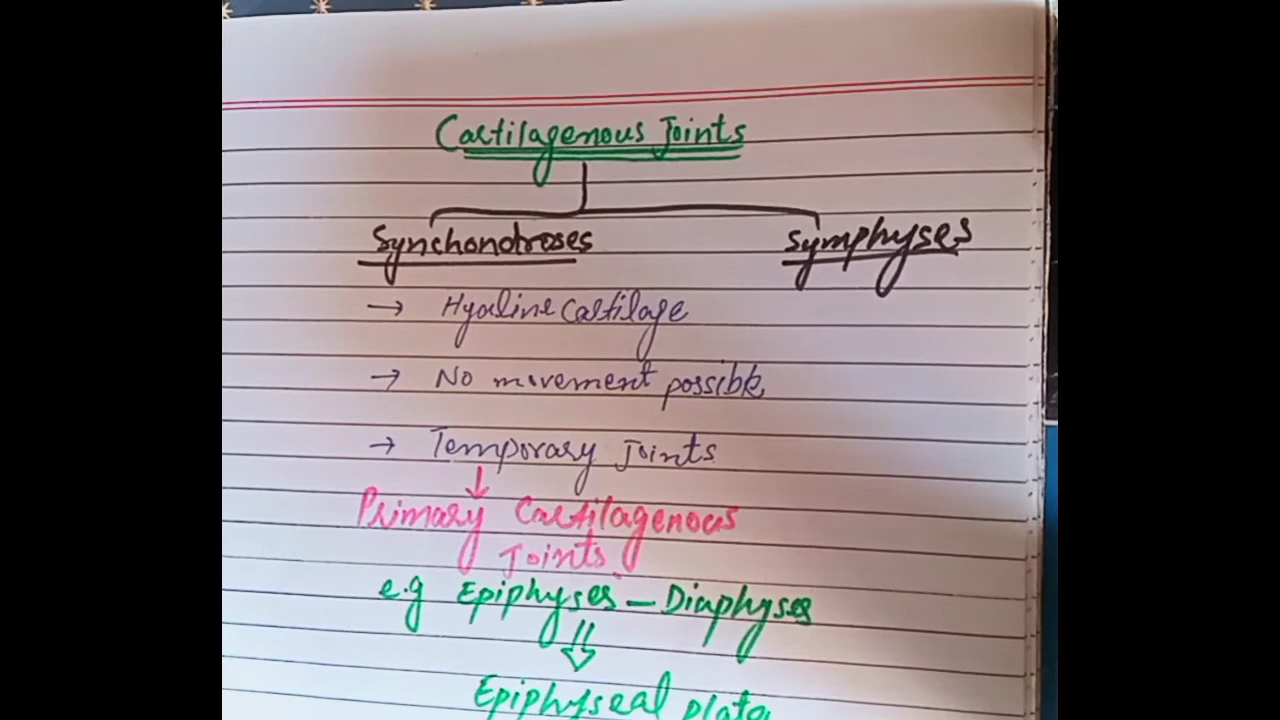 Cartilagenous Joints
Synchondroses
Symphyses
→ Hyaline cartilage
→ No movement possible
→ Temporary Joints
↓
Primary Cartilagenous
Joints.
e.g Epiphyses - Diaphyses
⇓
Epiphyseal plate